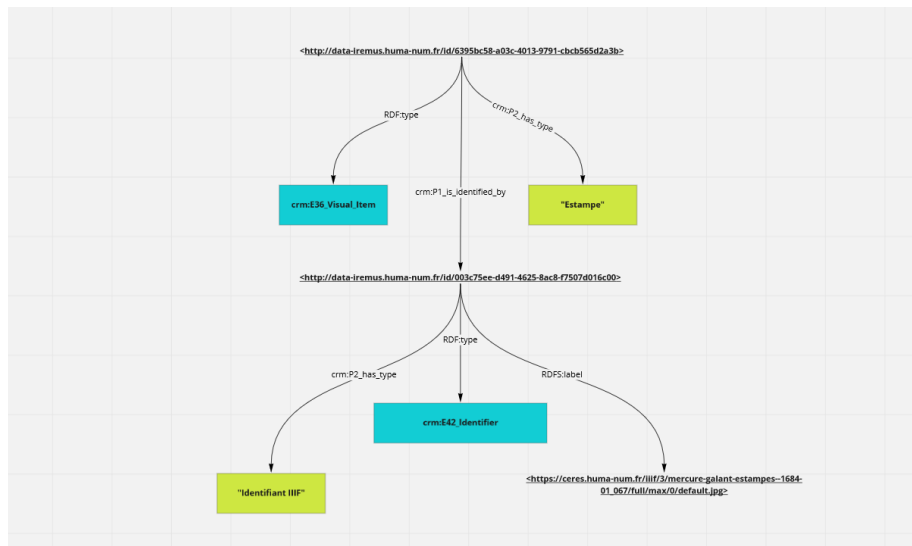 <http://data-iremus.huma-num.fr/id/6395bc58-a03c-4013-9791-cbcb565d2a3b>
RDF:type
crm:P2_has_type
crm:P1_is_identified_by
crm:E36_Visual_Item
"Estampe"
<http://data-iremus.huma-num.fr/id/003c75ee-d491-4625-8ac8-f7507d016c00>
RDF:type
crm:P2_has_type
RDFS:label
crm:E42_Identifier
"Identifiant IIIF"
<https://ceres.huma-num.fr/iiif/3/mercure-galant-estampes--1684-
01_067/full/max/0/default.jpg>